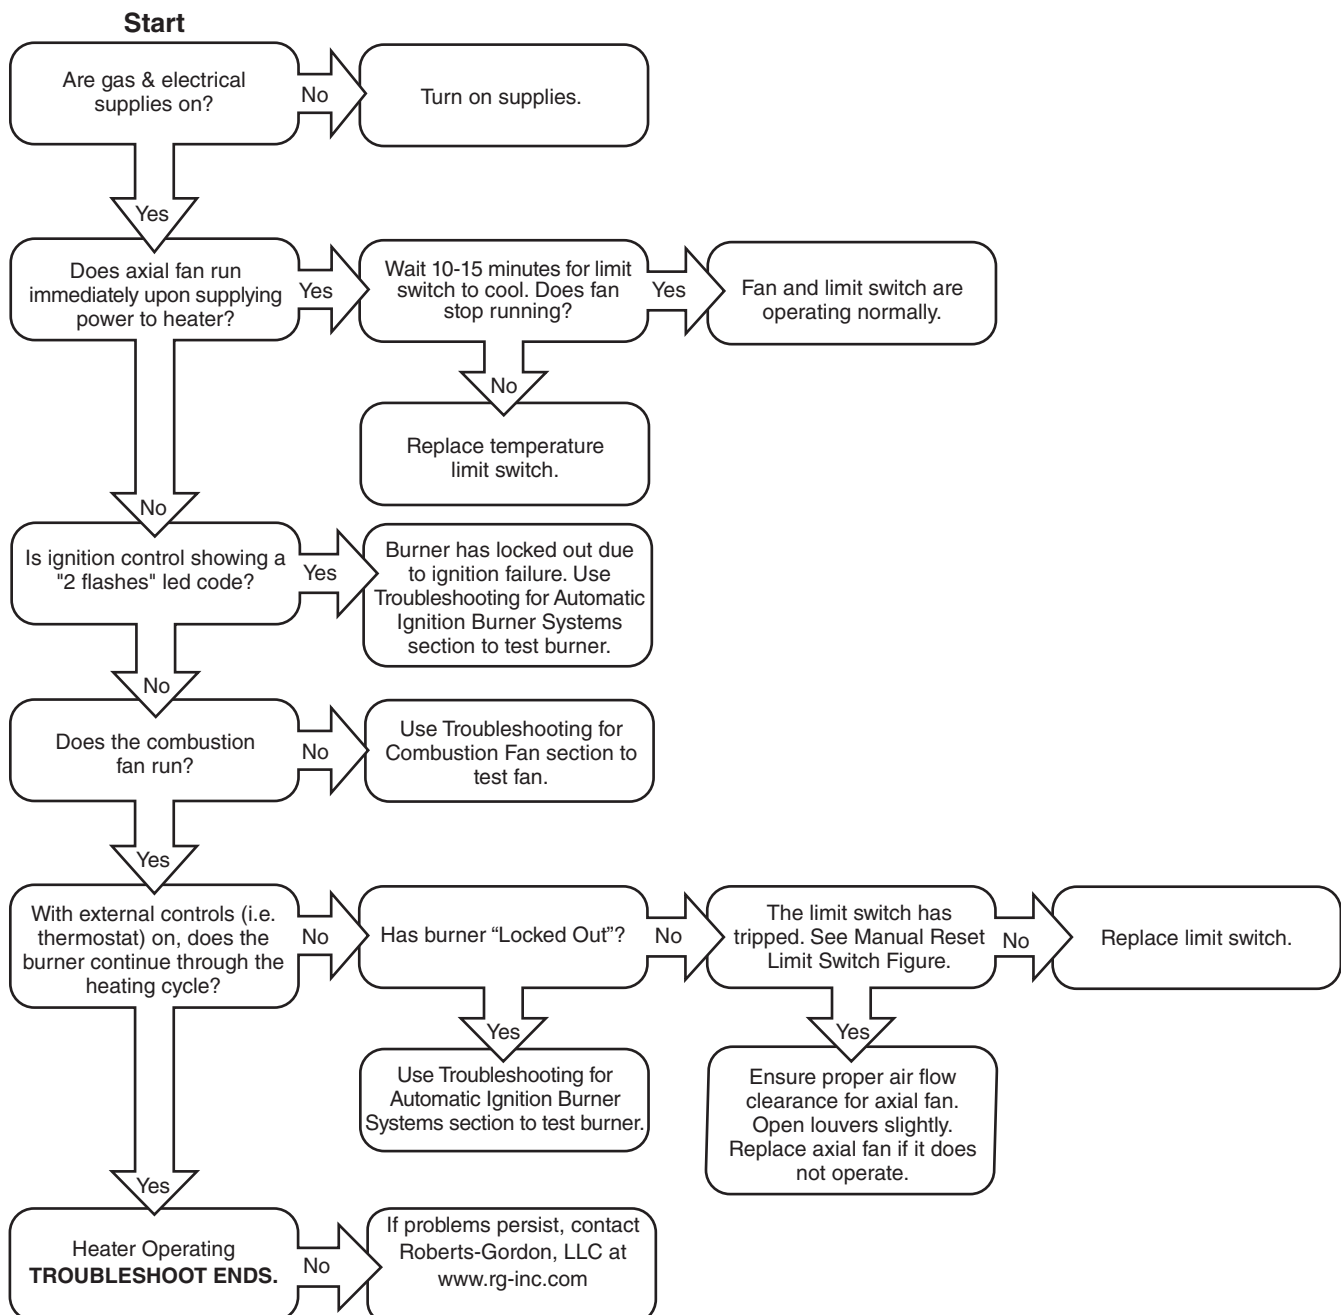 Start
Are gas & electrical
supplies on?
No
Turn on supplies.
Yes
Does axial fan run
immediately upon supplying
power to heater?
Yes
Wait 10-15 minutes for limit
switch to cool. Does fan
stop running?
Yes
Fan and limit switch are
operating normally.
No
Replace temperature
limit switch.
No
Is ignition control showing a
"2 flashes" led code?
Yes
Burner has locked out due
to ignition failure. Use
Troubleshooting for Automatic
Ignition Burner Systems
section to test burner.
No
Does the combustion
fan run?
No
Use Troubleshooting for
Combustion Fan section to
test fan.
Yes
With external controls (i.e.
thermostat) on, does the
burner continue through the
heating cycle?
No
Has burner “Locked Out”?
No
The limit switch has
tripped. See Manual Reset
Limit Switch Figure.
No
Replace limit switch.
Yes
Use Troubleshooting for
Automatic Ignition Burner
Systems section to test burner.
Yes
Ensure proper air flow
clearance for axial fan.
Open louvers slightly.
Replace axial fan if it does
not operate.
Yes
Heater Operating
TROUBLESHOOT ENDS.
No
If problems persist, contact
Roberts-Gordon, LLC at
www.rg-inc.com